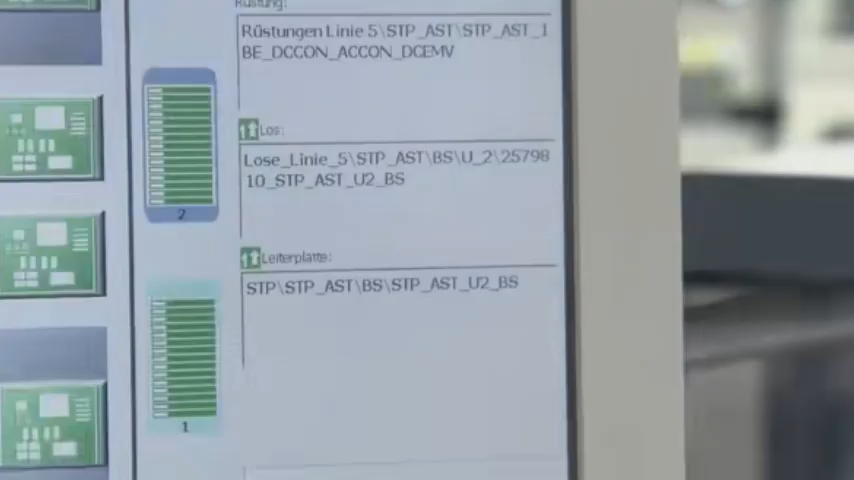 Rüstung:
Rüstungen Linie 5\STP_AST\STP_AST_1
BE_DCCON_ACCON_DCEMV
Los:
Lose_Linie_5\STP_AST\BS\U_2\25798
10_STP_AST_U2_BS
2
Leiterplatte:
STP\STP_AST\BS\STP_AST_U2_BS
1